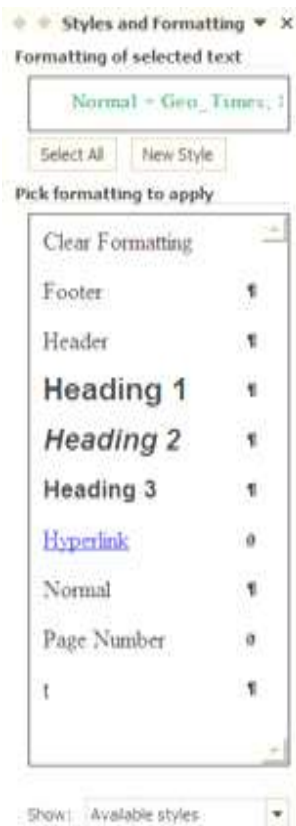 Styles and Formatting
Formatting of selected text
Normal + Geo_Times,
Select All New Style
Pick formatting to apply
Clear Formatting
Footer ¶
Header ¶
Heading 1 ¶
Heading 2 ¶
Heading 3 ¶
Hyperlink a
Normal ¶
Page Number a
t ¶
Show: Available styles